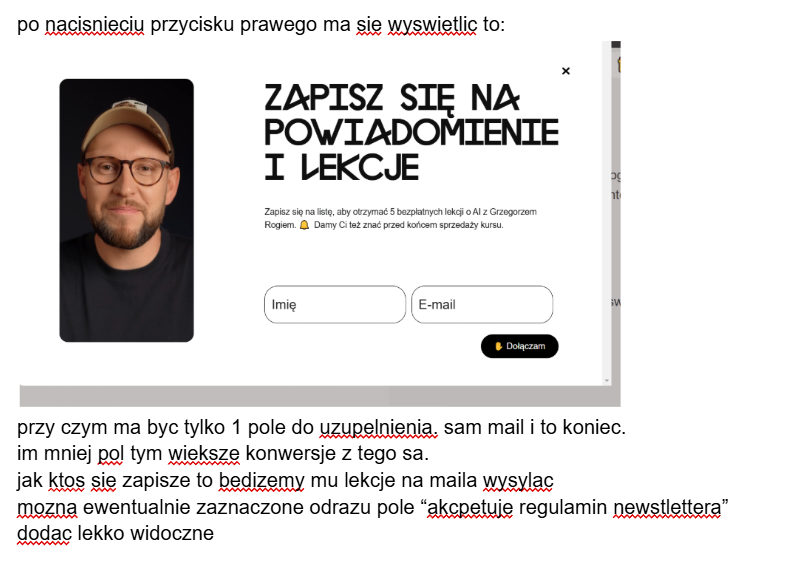 po nacisnieciu przycisku prawego ma sie wyswietlic to:
×
ZAPISZ SIĘ NA
POWIADOMIENIE
I LEKCJE
Zapisz się na listę, aby otrzymać 5 bezpłatnych lekcji o AI z Grzegorzem
Rogiem. 🔔 Damy Ci też znać przed końcem sprzedaży kursu.
Imię
E-mail
✋ Dołączam
przy czym ma byc tylko 1 pole do uzupelnienia. sam mail i to koniec.
im mniej pol tym wieksze konwersje z tego sa.
jak ktos sie zapisze to bedizemy mu lekcje na maila wysylac
mozna ewentualnie zaznaczone odrazu pole “akcpetuje regulamin newstlettera”
dodac lekko widoczne